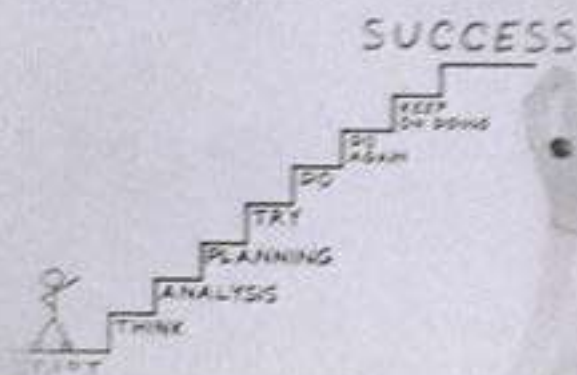 SUCCESS
KEEP
ON DOING
DO
AGAIN
DO
TRY
PLANNING
ANALYSIS
THINK